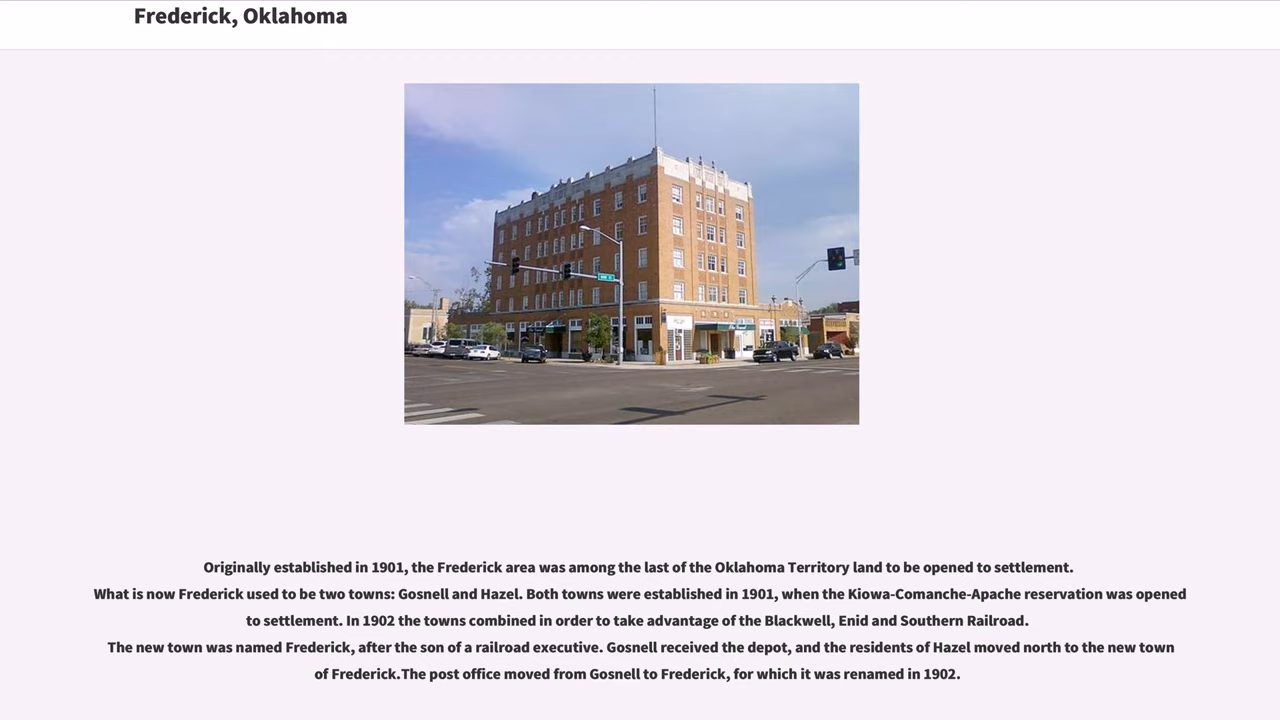 Frederick, Oklahoma
Originally established in 1901, the Frederick area was among the last of the Oklahoma Territory land to be opened to settlement.
What is now Frederick used to be two towns: Gosnell and Hazel. Both towns were established in 1901, when the Kiowa-Comanche-Apache reservation was opened
to settlement. In 1902 the towns combined in order to take advantage of the Blackwell, Enid and Southern Railroad.
The new town was named Frederick, after the son of a railroad executive. Gosnell received the depot, and the residents of Hazel moved north to the new town
of Frederick.The post office moved from Gosnell to Frederick, for which it was renamed in 1902.